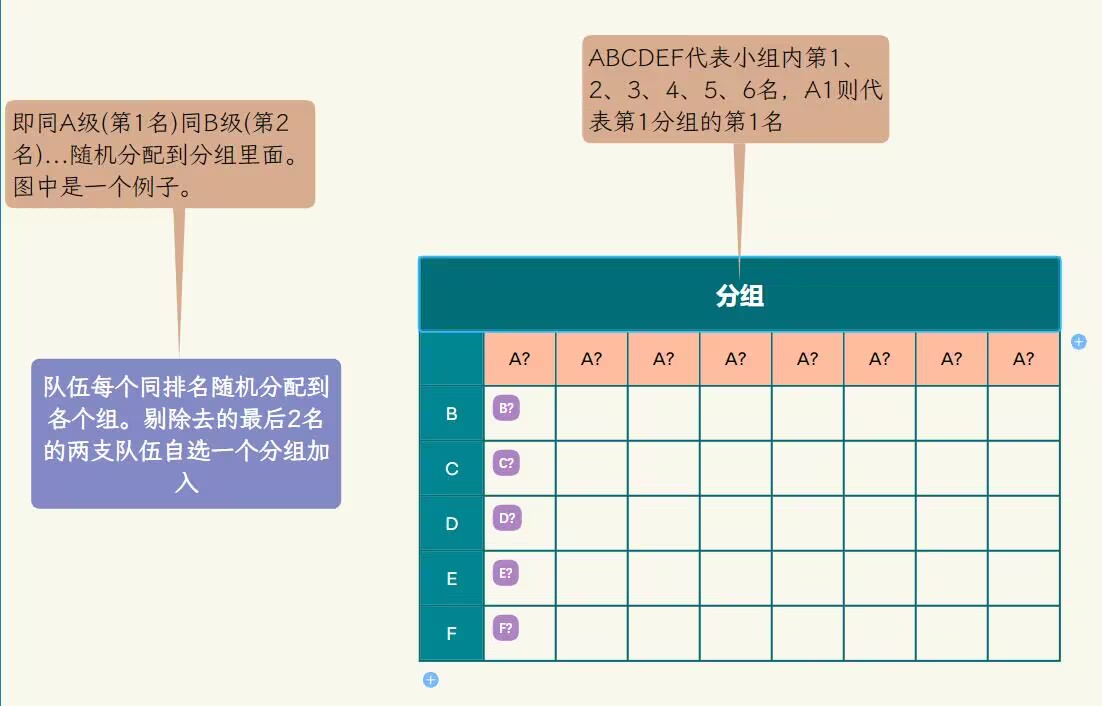 ABCDEF代表小组内第1、
2、3、4、5、6名，A1则代
表第1分组的第1名
即同A级(第1名)同B级(第2
名)...随机分配到分组里面。
图中是一个例子。
分组
A? A? A? A? A? A? A? A?
队伍每个同排名随机分配到
各个组。剔除去的最后2名
的两支队伍自选一个分组加
入
B B?
C C?
D D?
E E?
F F?